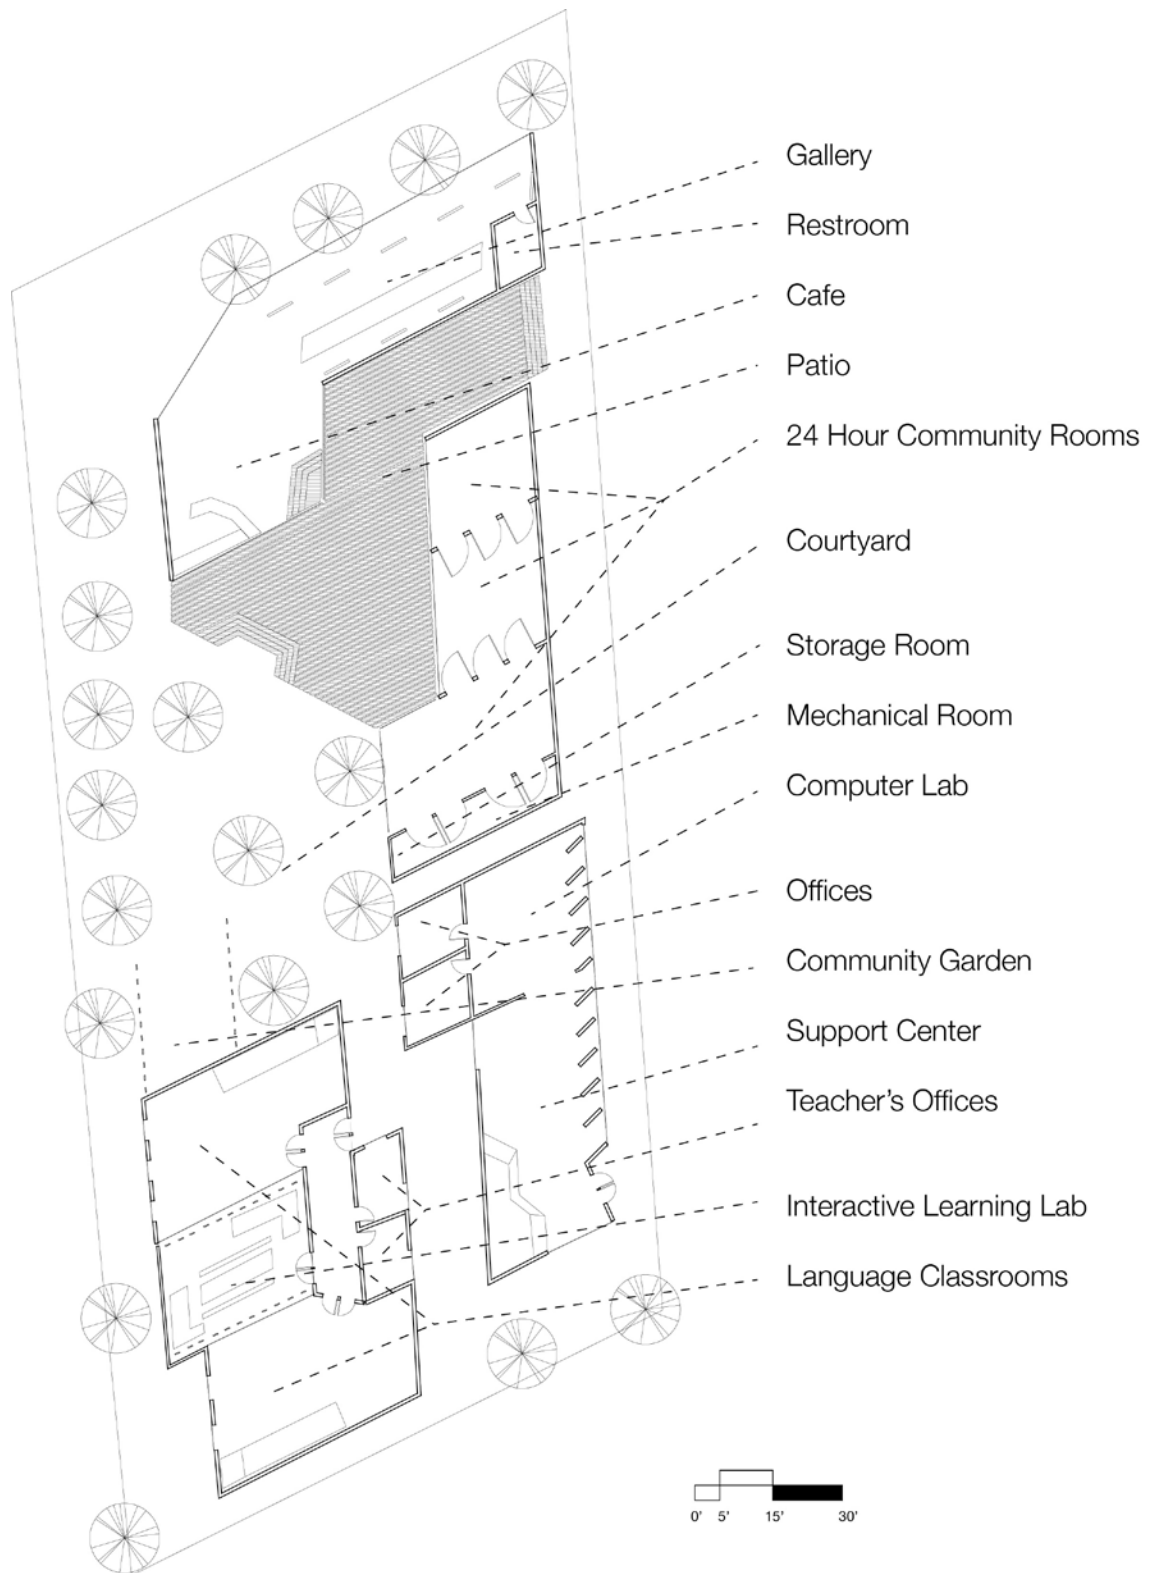 Gallery
Restroom
Cafe
Patio
24 Hour Community Rooms
Courtyard
Storage Room
Mechanical Room
Computer Lab
Offices
Community Garden
Support Center
Teacher's Offices
Interactive Learning Lab
Language Classrooms
0' 5' 15' 30'